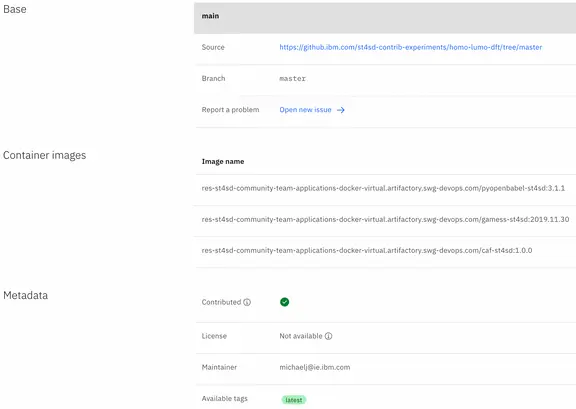 Base
main
Source https://github.ibm.com/st4sd-contrib-experiments/homo-lumo-dft/tree/master
Branch master
Report a problem Open new issue →
Container images
Image name
res-st4sd-community-team-applications-docker-virtual.artifactory.swg-devops.com/pyopenbabel-st4sd:3.1.1
res-st4sd-community-team-applications-docker-virtual.artifactory.swg-devops.com/gamess-st4sd:2019.11.30
res-st4sd-community-team-applications-docker-virtual.artifactory.swg-devops.com/caf-st4sd:1.0.0
Metadata
Contributed
License Not available
Maintainer michaelj@ie.ibm.com
Available tags latest